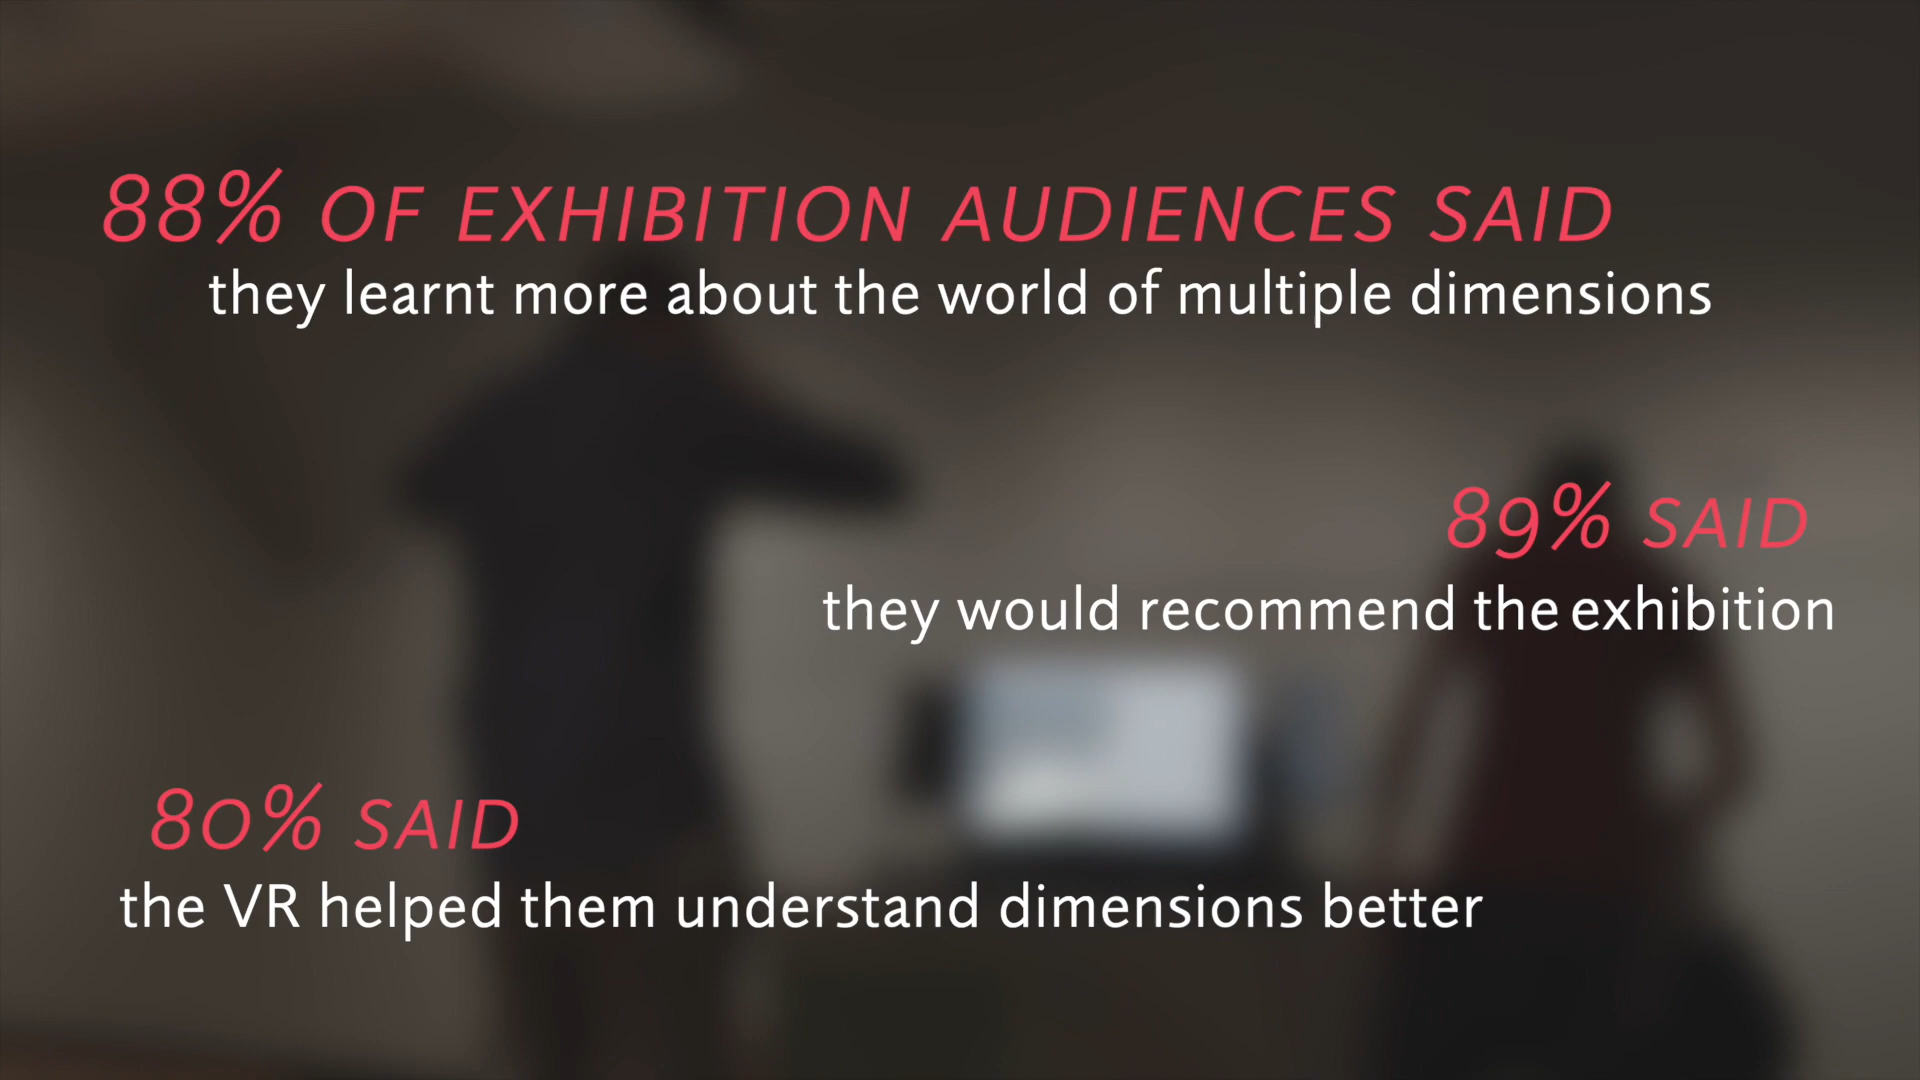 88% OF EXHIBITION AUDIENCES SAID
they learnt more about the world of multiple dimensions
89% SAID
they would recommend the exhibition
80% SAID
the VR helped them understand dimensions better